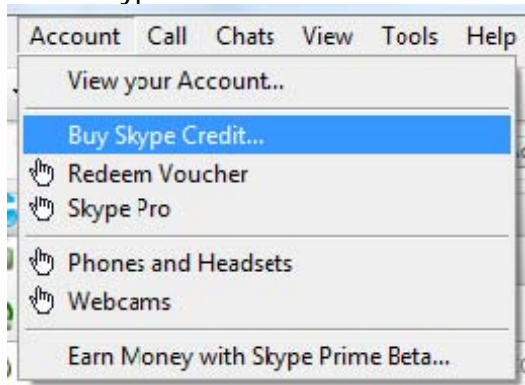 Account Call Chats View Tools Help
View your Account...
Buy Skype Credit...
Redeem Voucher
Skype Pro
Phones and Headsets
Webcams
Earn Money with Skype Prime Beta...